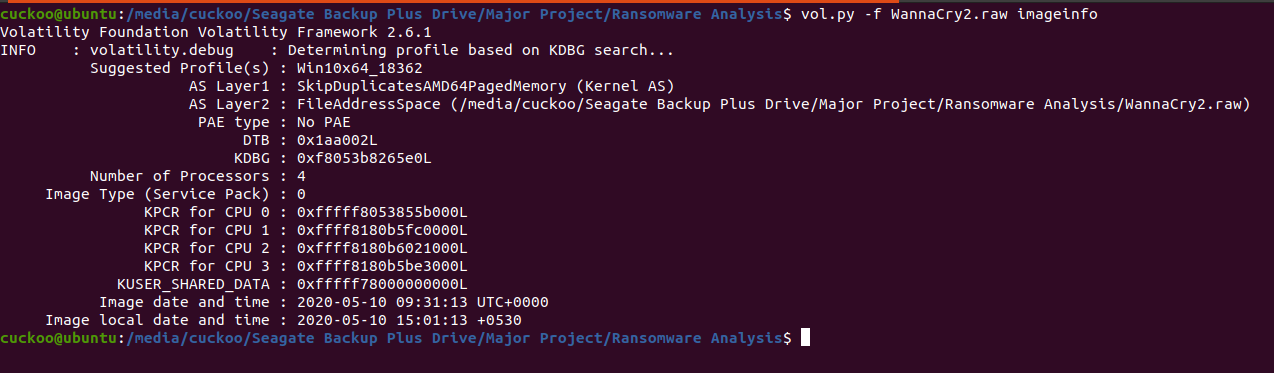 cuckoo@ubuntu:/media/cuckoo/Seagate Backup Plus Drive/Major Project/Ransomware Analysis$ vol.py -f WannaCry2.raw imageinfo
Volatility Foundation Volatility Framework 2.6.1
INFO    : volatility.debug    : Determining profile based on KDBG search...
          Suggested Profile(s) : Win10x64_18362
                     AS Layer1 : SkipDuplicatesAMD64PagedMemory (Kernel AS)
                     AS Layer2 : FileAddressSpace (/media/cuckoo/Seagate Backup Plus Drive/Major Project/Ransomware Analysis/WannaCry2.raw)
                      PAE type : No PAE
                           DTB : 0x1aa002L
                          KDBG : 0xf8053b8265e0L
          Number of Processors : 4
     Image Type (Service Pack) : 0
                KPCR for CPU 0 : 0xfffff8053855b000L
                KPCR for CPU 1 : 0xffff8180b5fc0000L
                KPCR for CPU 2 : 0xffff8180b6021000L
                KPCR for CPU 3 : 0xffff8180b5be3000L
             KUSER_SHARED_DATA : 0xfffff78000000000L
           Image date and time : 2020-05-10 09:31:13 UTC+0000
     Image local date and time : 2020-05-10 15:01:13 +0530
cuckoo@ubuntu:/media/cuckoo/Seagate Backup Plus Drive/Major Project/Ransomware Analysis$